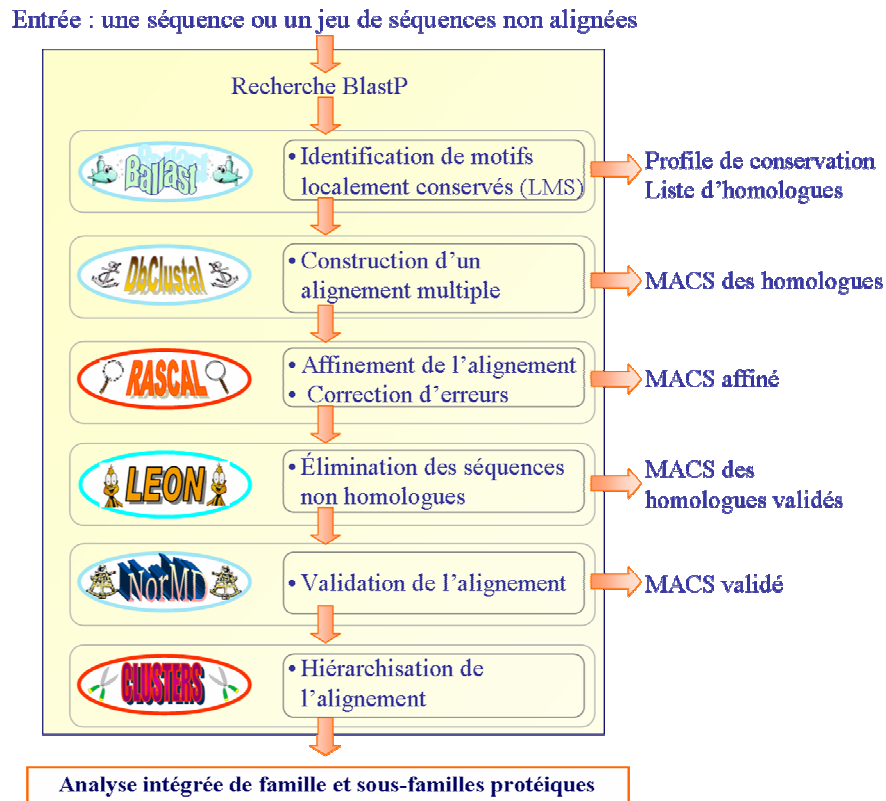 Entrée : une séquence ou un jeu de séquences non alignées
Recherche BlastP
Ballast
• Identification de motifs
localement conservés (LMS)
Profile de conservation
Liste d'homologues
DbClustal
• Construction d'un
alignement multiple
MACS des homologues
RASCAL
• Affinement de l'alignement
• Correction d'erreurs
MACS affiné
LEON
• Élimination des séquences
non homologues
MACS des
homologues validés
NorMD
• Validation de l'alignement
MACS validé
CLUSTERS
• Hiérarchisation de
l'alignement
Analyse intégrée de famille et sous-familles protéiques